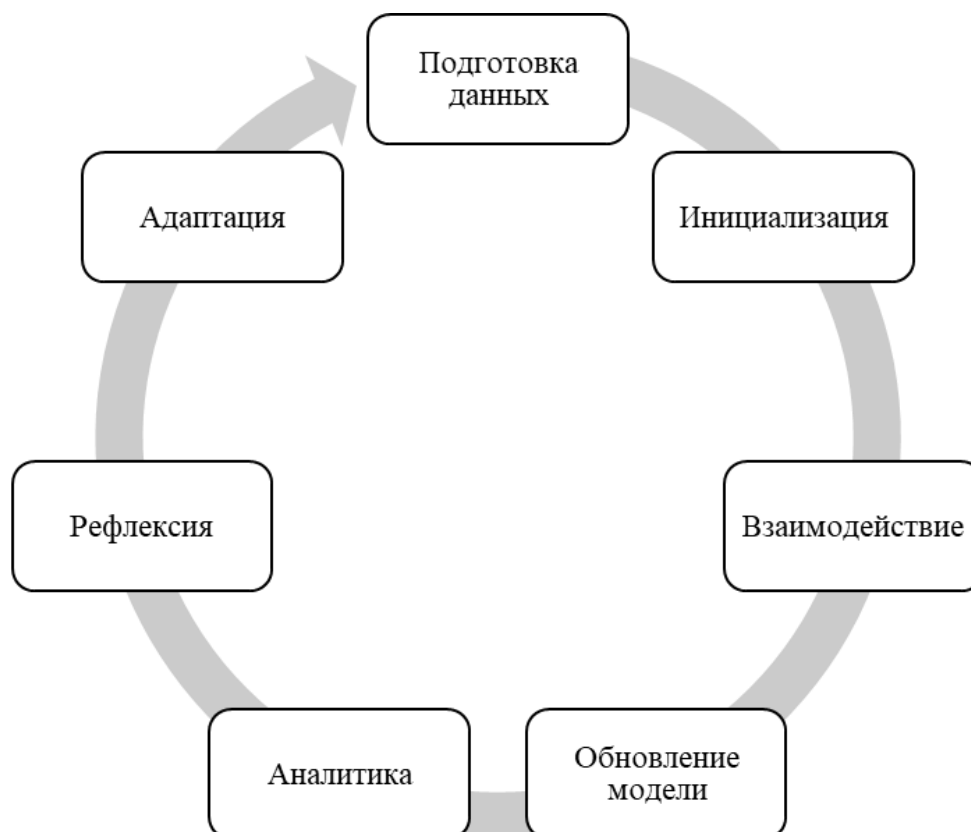 Подготовка
данных
Инициализация
Взаимодействие
Обновление
модели
Аналитика
Рефлексия
Адаптация